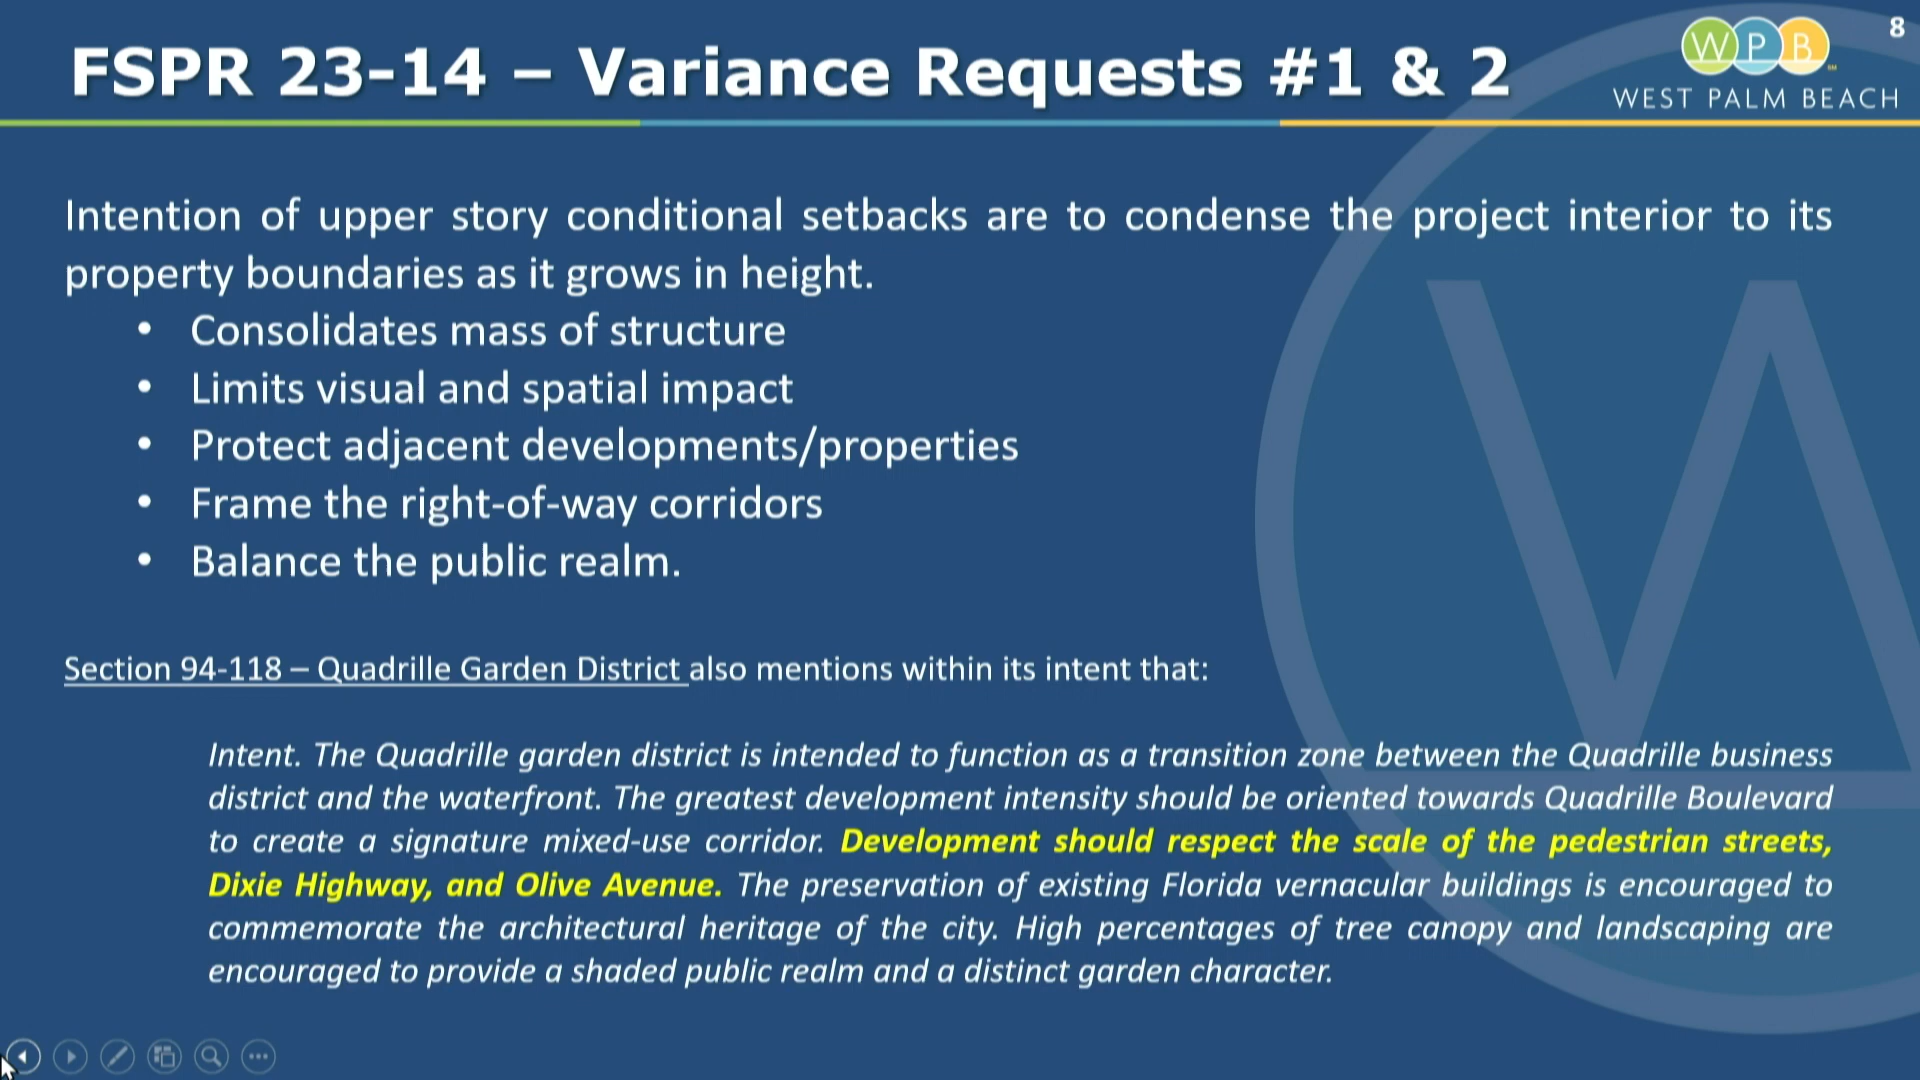 8
FSPR 23-14 – Variance Requests #1 & 2
WPB
WEST PALM BEACH
Intention of upper story conditional setbacks are to condense the project interior to its
property boundaries as it grows in height.
• Consolidates mass of structure
• Limits visual and spatial impact
• Protect adjacent developments/properties
• Frame the right-of-way corridors
• Balance the public realm.
Section 94-118 – Quadrille Garden District also mentions within its intent that:
Intent. The Quadrille garden district is intended to function as a transition zone between the Quadrille business
district and the waterfront. The greatest development intensity should be oriented towards Quadrille Boulevard
to create a signature mixed-use corridor. Development should respect the scale of the pedestrian streets,
Dixie Highway, and Olive Avenue. The preservation of existing Florida vernacular buildings is encouraged to
commemorate the architectural heritage of the city. High percentages of tree canopy and landscaping are
encouraged to provide a shaded public realm and a distinct garden character.